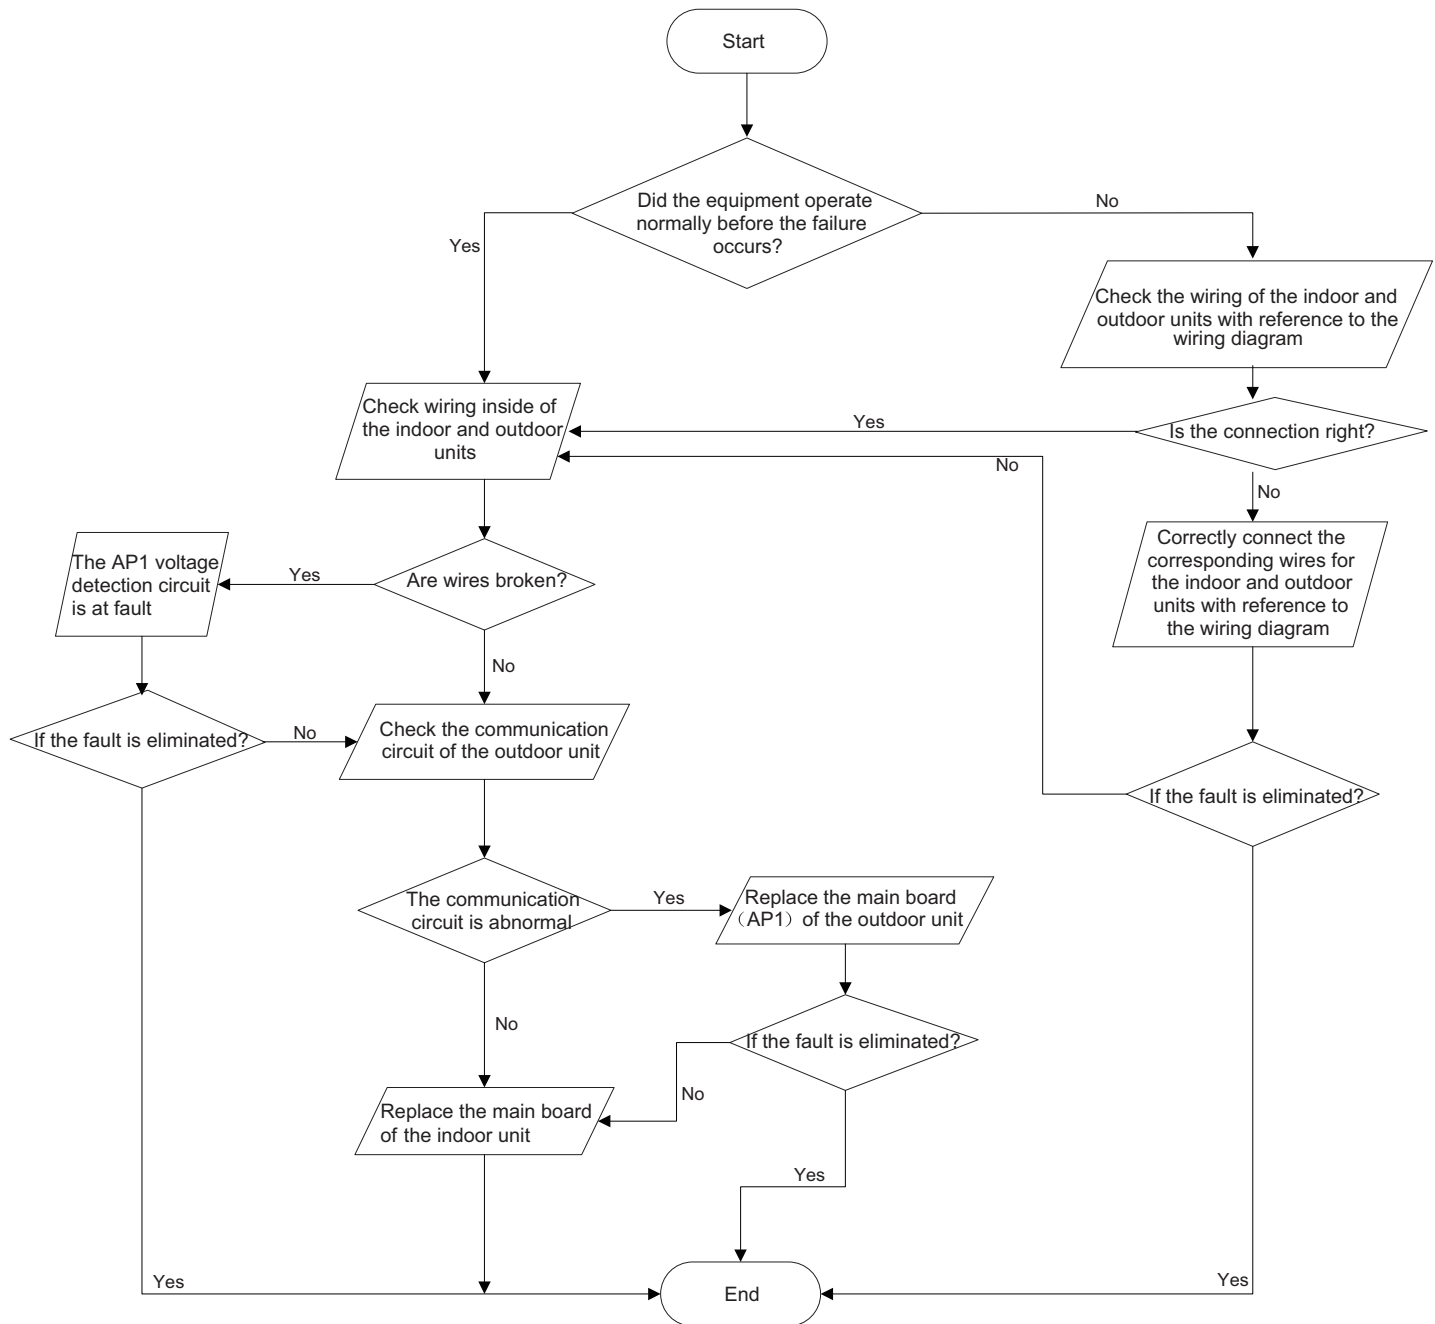 Start
Did the equipment operate
normally before the failure
occurs?
No
Yes
Check the wiring of the indoor and
outdoor units with reference to the
wiring diagram
Check wiring inside of
the indoor and outdoor
units
Yes
Is the connection right?
No
No
Correctly connect the
corresponding wires for
the indoor and outdoor
units with reference to
the wiring diagram
The AP1 voltage
detection circuit
is at fault
Yes
Are wires broken?
No
If the fault is eliminated?
No
Check the communication
circuit of the outdoor unit
If the fault is eliminated?
The communication
circuit is abnormal
Yes
Replace the main board
（AP1）of the outdoor unit
No
If the fault is eliminated?
No
Replace the main board
of the indoor unit
Yes
Yes
End
Yes